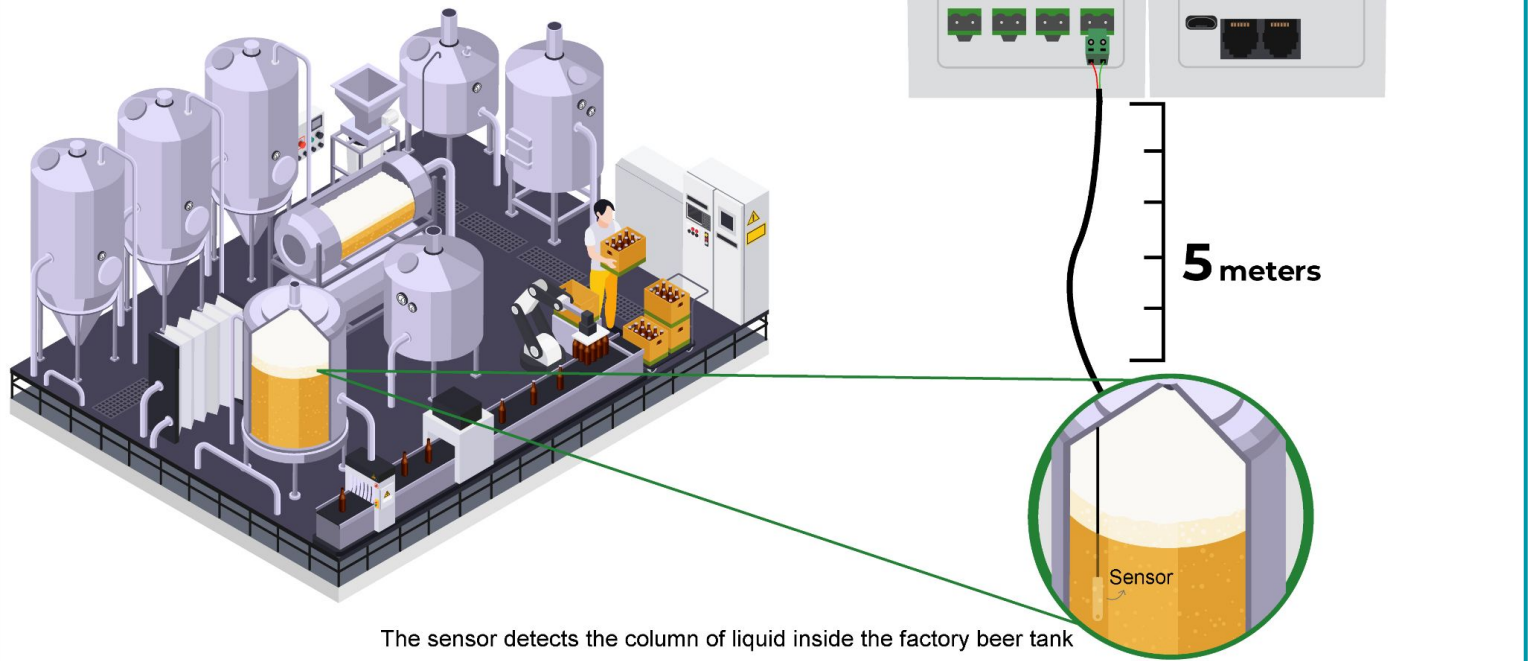 5 meters
Sensor
The sensor detects the column of liquid inside the factory beer tank